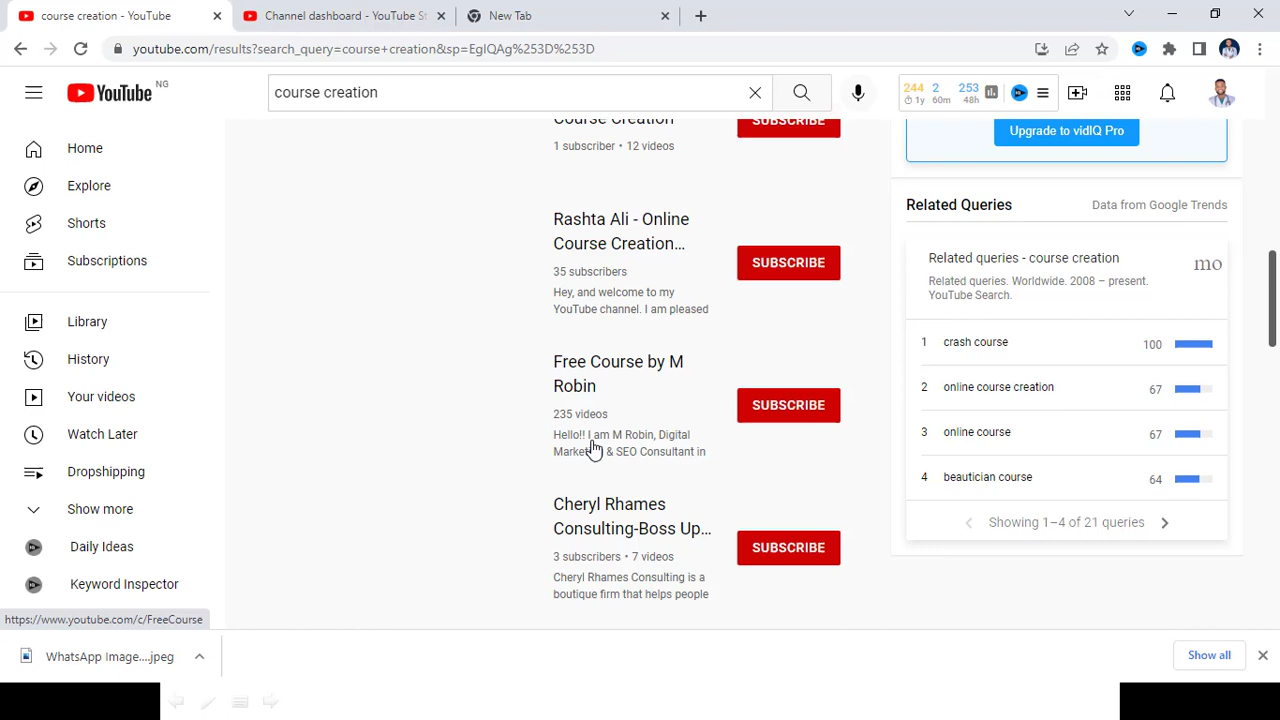 course creation - YouTube
Channel dashboard - YouTube St
New Tab
youtube.com/results?search_query=course+creation&sp=EgIQAg%253D%253D
YouTube NG
course creation
244 2 253
1y 60m 48h
Home
Explore
Shorts
Subscriptions
Library
History
Your videos
Watch Later
Dropshipping
Show more
Daily Ideas
Keyword Inspector
https://www.youtube.com/c/FreeCourse
Course Creation
1 subscriber • 12 videos
SUBSCRIBE
Rashta Ali - Online
Course Creation...
35 subscribers
Hey, and welcome to my
YouTube channel. I am pleased
SUBSCRIBE
Free Course by M
Robin
235 videos
Hello!! I am M Robin, Digital
& SEO Consultant in
SUBSCRIBE
Cheryl Rhames
Consulting-Boss Up...
3 subscribers • 7 videos
Cheryl Rhames Consulting is a
boutique firm that helps people
SUBSCRIBE
Upgrade to vidIQ Pro
Related Queries
Data from Google Trends
Related queries - course creation
mo
Related queries. Worldwide. 2008 – present.
YouTube Search.
1 crash course 100
2 online course creation 67
3 online course 67
4 beautician course 64
Showing 1–4 of 21 queries
WhatsApp Image....jpeg
Show all